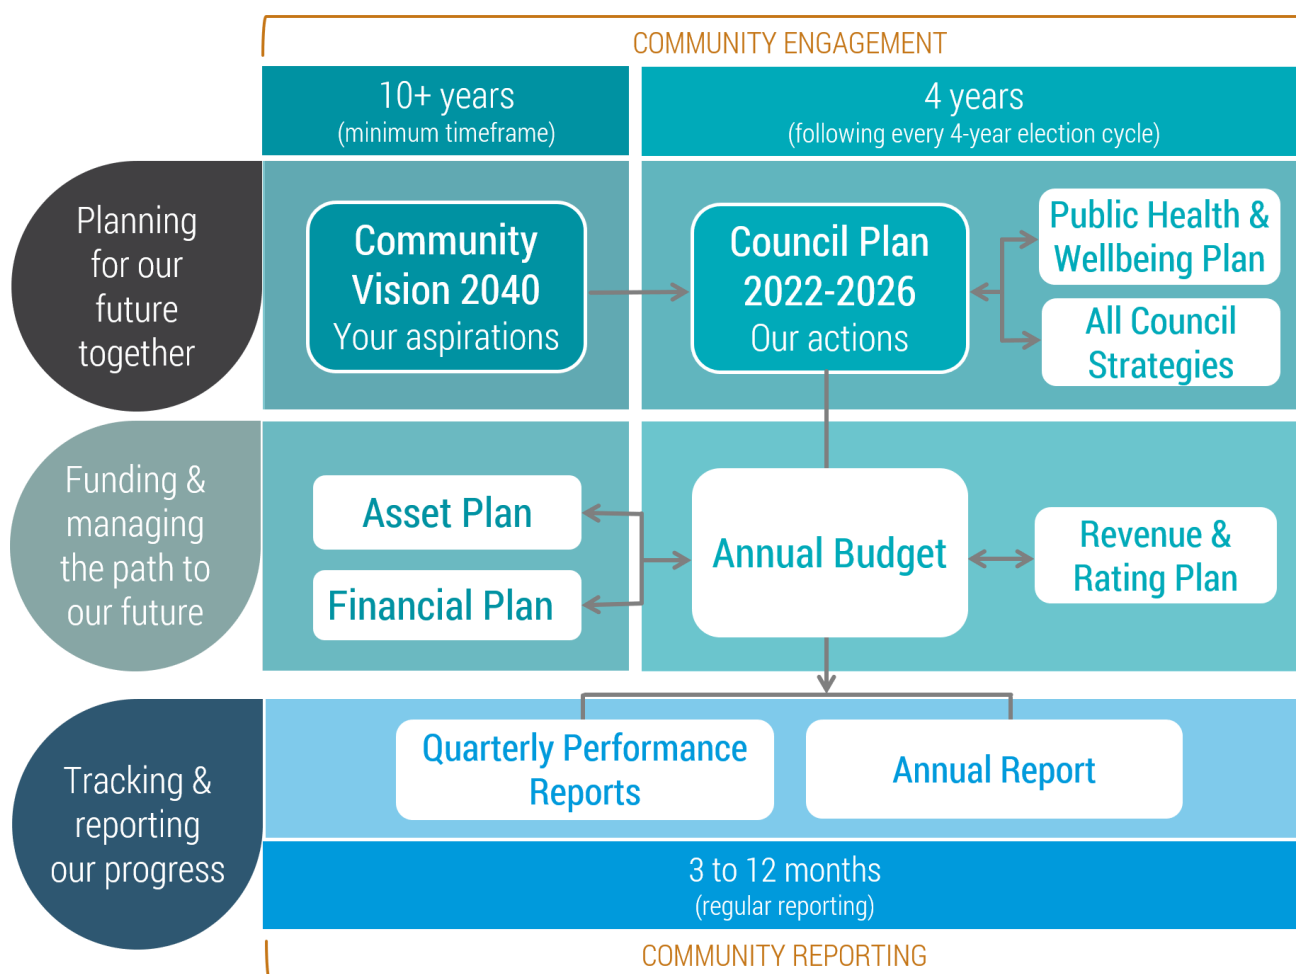 COMMUNITY ENGAGEMENT
10+ years
(minimum timeframe)
4 years
(following every 4-year election cycle)
Planning
for our
future
together
Community
Vision 2040
Your aspirations
Council Plan
2022-2026
Our actions
Public Health &
Wellbeing Plan
All Council
Strategies
Funding &
managing
the path to
our future
Asset Plan
Financial Plan
Annual Budget
Revenue &
Rating Plan
Tracking &
reporting
our progress
Quarterly Performance
Reports
Annual Report
3 to 12 months
(regular reporting)
COMMUNITY REPORTING